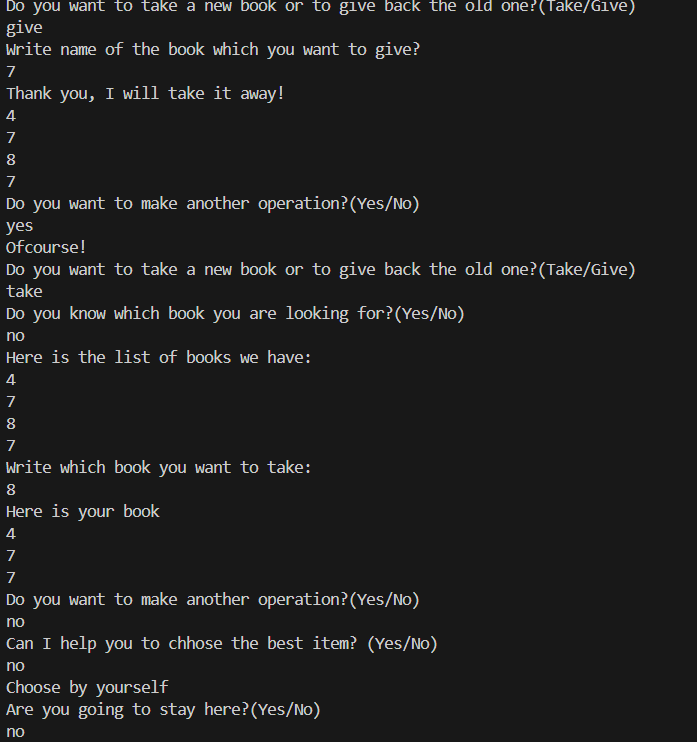 Do you want to take a new book or to give back the old one?(Take/Give)
give
Write name of the book which you want to give?
7
Thank you, I will take it away!
4
7
8
7
Do you want to make another operation?(Yes/No)
yes
Ofcourse!
Do you want to take a new book or to give back the old one?(Take/Give)
take
Do you know which book you are looking for?(Yes/No)
no
Here is the list of books we have:
4
7
8
7
Write which book you want to take:
8
Here is your book
4
7
7
Do you want to make another operation?(Yes/No)
no
Can I help you to chhose the best item? (Yes/No)
no
Choose by yourself
Are you going to stay here?(Yes/No)
no